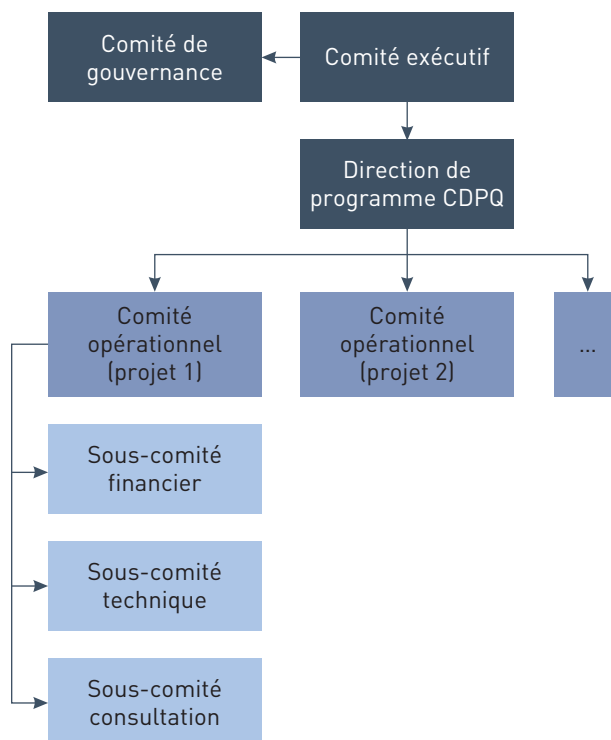 Comité de
gouvernance
Comité exécutif
Direction de
programme CDPQ
Comité
opérationnel
(projet 1)
Comité
opérationnel
(projet 2)
...
Sous-comité
financier
Sous-comité
technique
Sous-comité
consultation